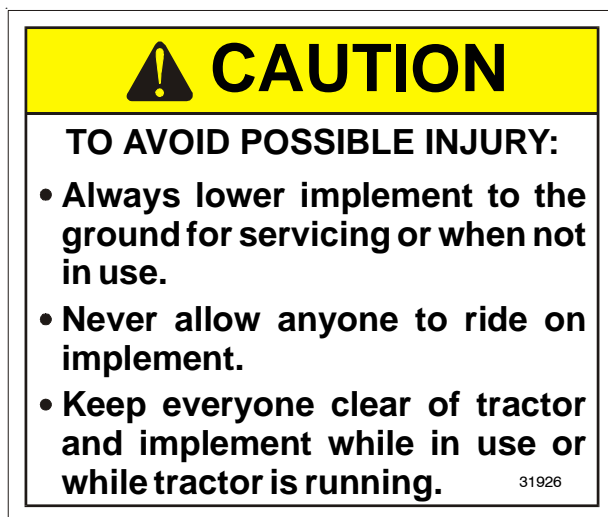 CAUTION
TO AVOID POSSIBLE INJURY:
• Always lower implement to the
ground for servicing or when not
in use.
• Never allow anyone to ride on
implement.
• Keep everyone clear of tractor
and implement while in use or
while tractor is running. 31926